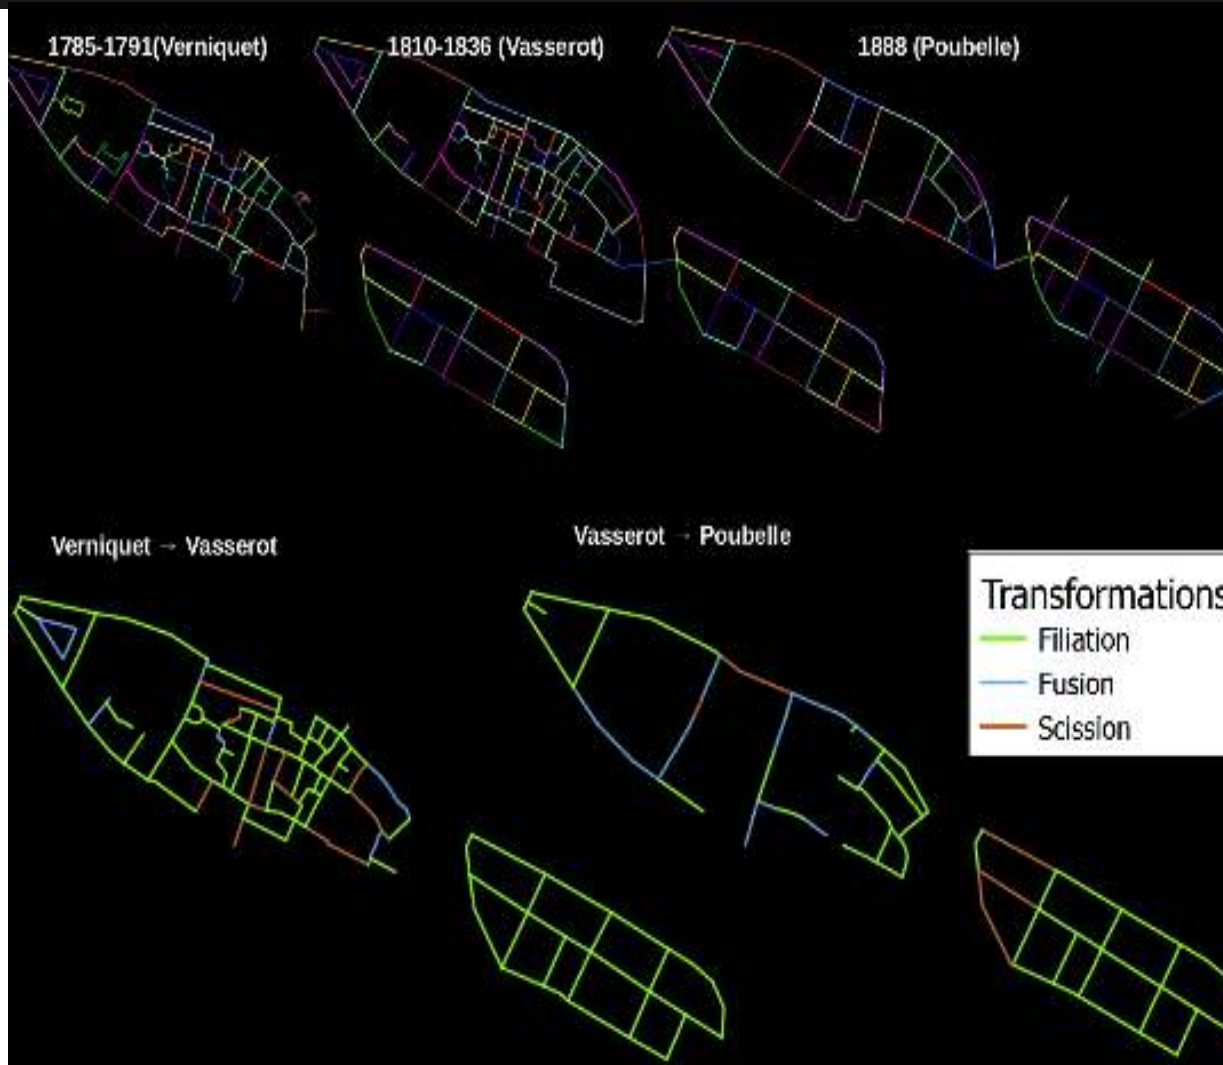 1785-1791(Verniquet)
1810-1836 (Vasserot)
1888 (Poubelle)
Verniquet → Vasserot
Vasserot → Poubelle
Transformations
Filiation
Fusion
Scission